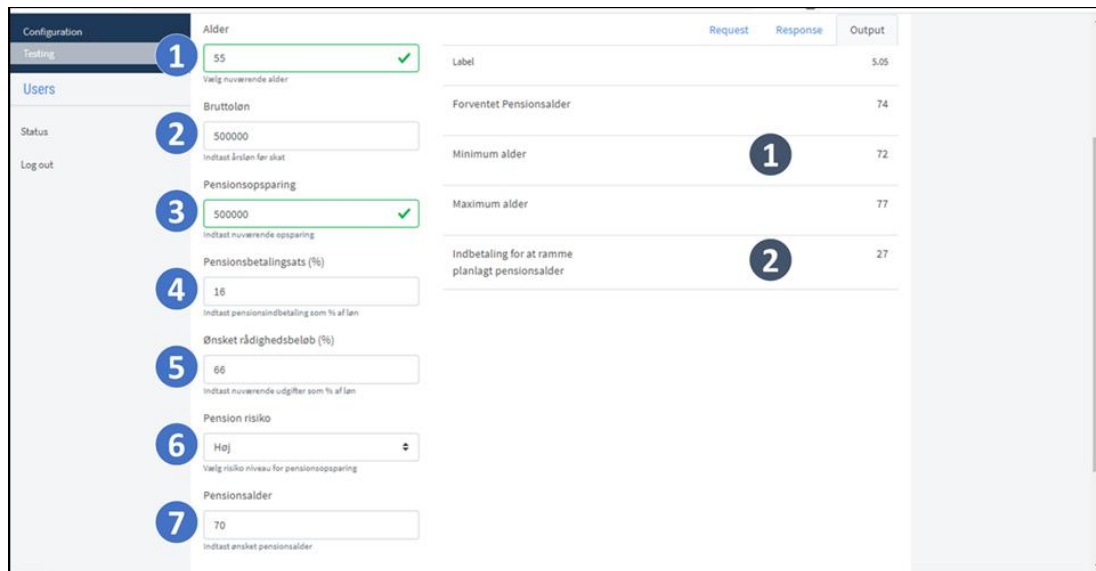 Configuration
Testing
Users
Status
Log out
Alder
1
55
Vælg nuværende alder
Bruttoløn
2
500000
Indtast årsløn før skat
Pensionsopsparing
3
500000
Indtast nuværende opsparing
Pensionsbetalingsats (%)
4
16
Indtast pensionsindbetaling som % af løn
Ønsket rådighedsbeløb (%)
5
66
Indtast nuværende udgifter som % af løn
Pension risiko
6
Høj
Vælg risiko niveau for pensionsopsparing
Pensionsalder
7
70
Indtast ønsket pensionsalder
Request Response Output
Label 5.05
Forventet Pensionsalder 74
Minimum alder 1 72
Maximum alder 77
Indbetaling for at ramme
planlagt pensionsalder 2 27